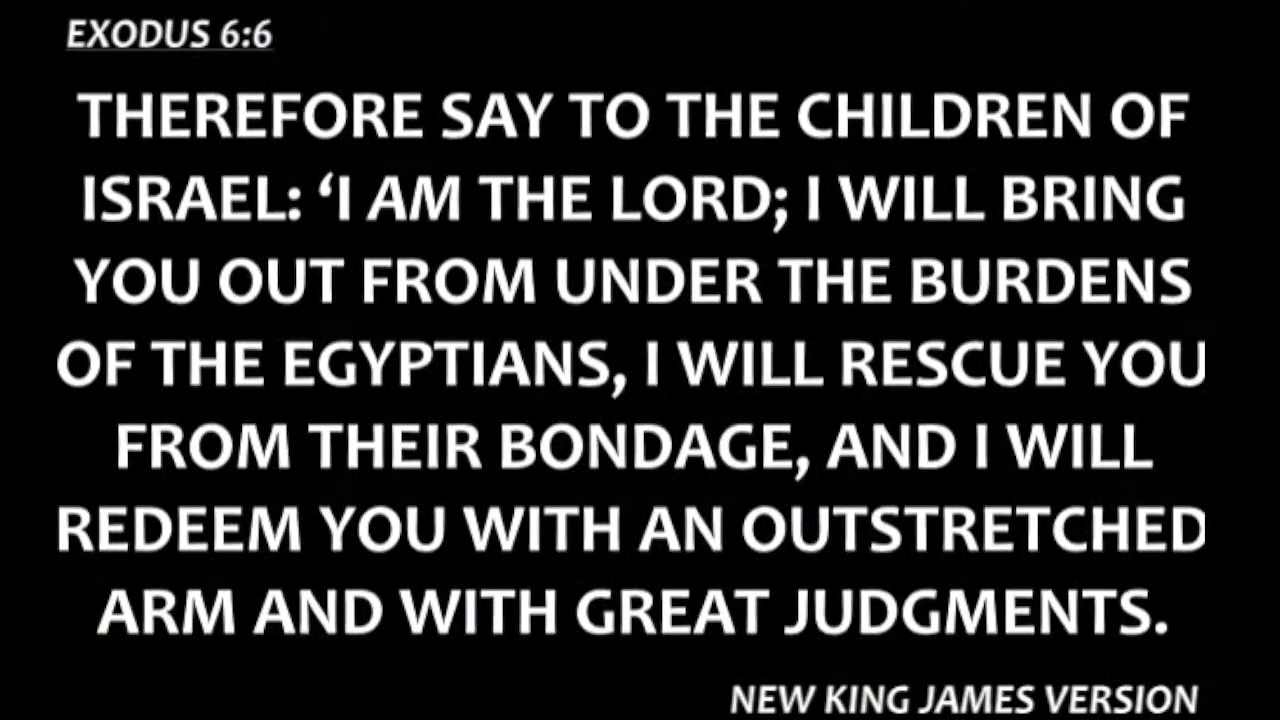 EXODUS 6:6
THEREFORE SAY TO THE CHILDREN OF
ISRAEL: ‘I AM THE LORD; I WILL BRING
YOU OUT FROM UNDER THE BURDENS
OF THE EGYPTIANS, I WILL RESCUE YOU
FROM THEIR BONDAGE, AND I WILL
REDEEM YOU WITH AN OUTSTRETCHED
ARM AND WITH GREAT JUDGMENTS.
NEW KING JAMES VERSION